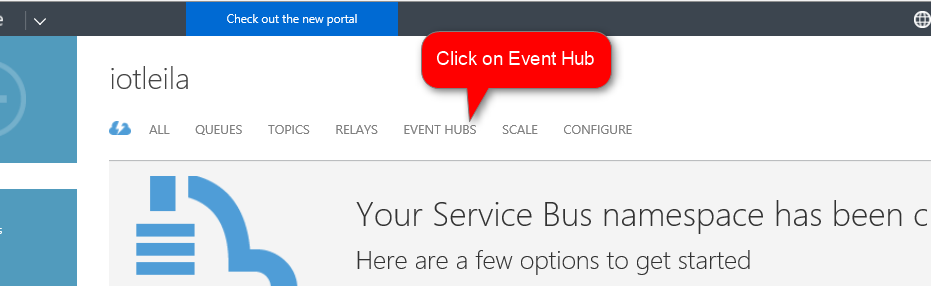 Check out the new portal
Click on Event Hub
iotleila
ALL QUEUES TOPICS RELAYS EVENT HUBS SCALE CONFIGURE
Your Service Bus namespace has been c
Here are a few options to get started